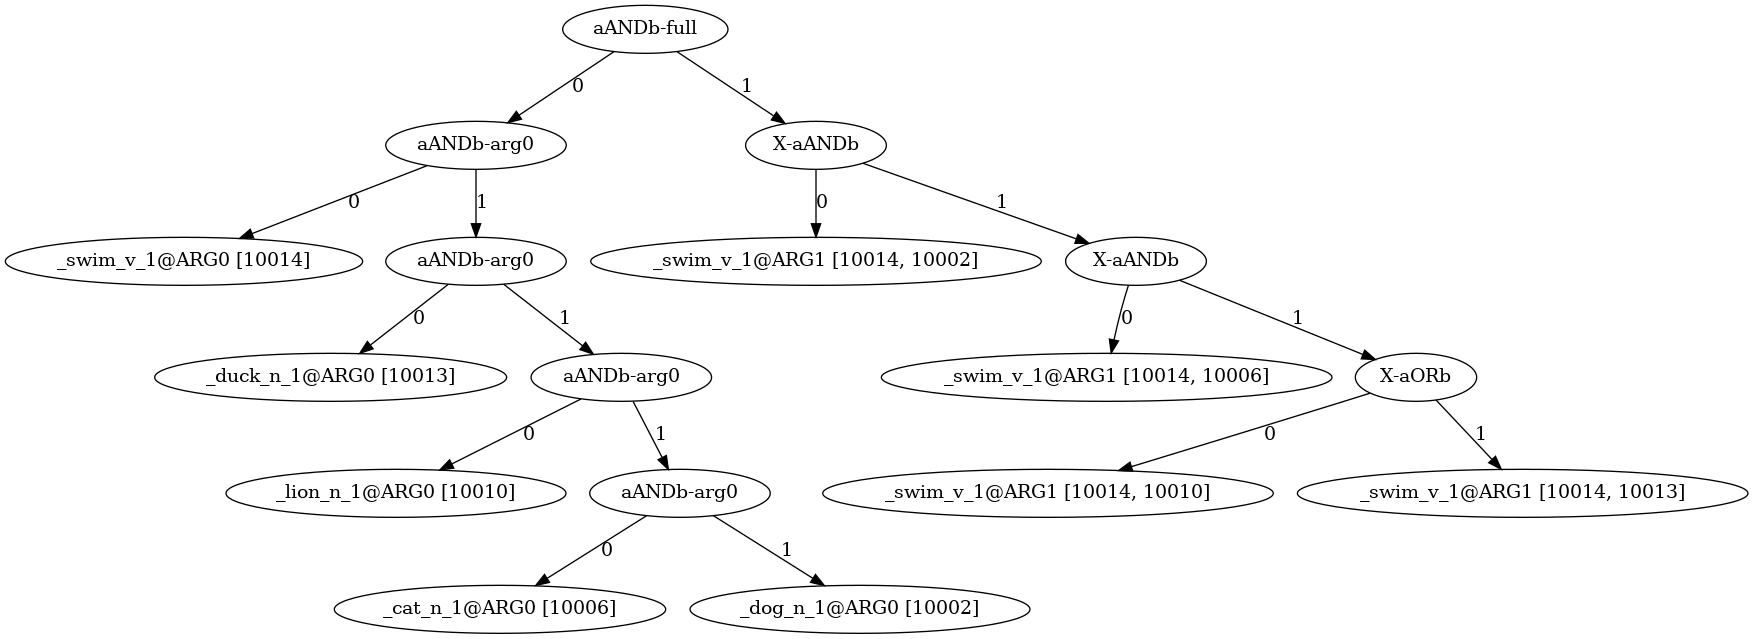 aANDb-full
0
1
aANDb-arg0
X-aANDb
0
1
0
1
_swim_v_1@ARG0 [10014]
aANDb-arg0
_swim_v_1@ARG1 [10014, 10002]
X-aANDb
0
1
0
1
_duck_n_1@ARG0 [10013]
aANDb-arg0
_swim_v_1@ARG1 [10014, 10006]
X-aORb
0
1
0
1
_lion_n_1@ARG0 [10010]
aANDb-arg0
_swim_v_1@ARG1 [10014, 10010]
_swim_v_1@ARG1 [10014, 10013]
0
1
_cat_n_1@ARG0 [10006]
_dog_n_1@ARG0 [10002]